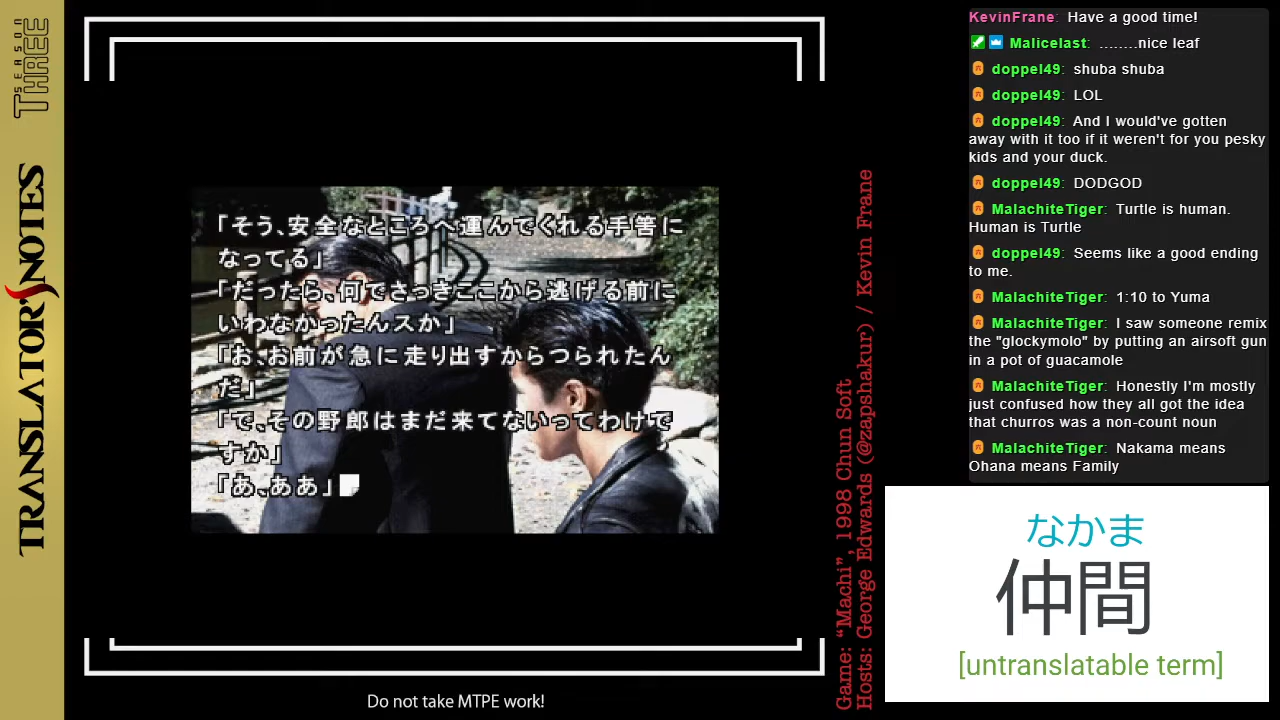 SEASON
THREE
TRANSLATOR'S NOTES
「そう、安全なところへ運んでくれる手筈に
なってる」
「だったら、何でさっきここから逃げる前に
いわなかったんスか」
「お、お前が急に走り出すからつられたん
だ」
「で、その野郎はまだ来てないってわけで
すか」
「あ、ああ」
Do not take MTPE work!
Game: “Machi”, 1998 Chun Soft
Hosts: George Edwards (@zapshakur) / Kevin Frane
KevinFrane: Have a good time!
Malicelast: ........nice leaf
doppel49: shuba shuba
doppel49: LOL
doppel49: And I would've gotten
away with it too if it weren't for you pesky
kids and your duck.
doppel49: DODGOD
MalachiteTiger: Turtle is human.
Human is Turtle
doppel49: Seems like a good ending
to me.
MalachiteTiger: 1:10 to Yuma
MalachiteTiger: I saw someone remix
the "glockymolo" by putting an airsoft gun
in a pot of guacamole
MalachiteTiger: Honestly I'm mostly
just confused how they all got the idea
that churros was a non-count noun
MalachiteTiger: Nakama means
Ohana means Family
なかま
仲間
[untranslatable term]